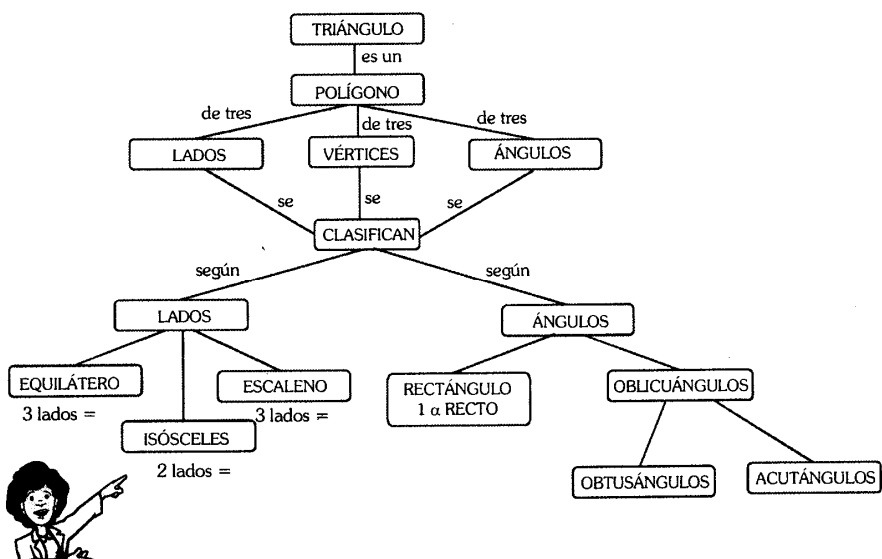 TRIÁNGULO
es un
POLÍGONO
de tres
de tres
de tres
LADOS
VÉRTICES
ÁNGULOS
se
se
se
CLASIFICAN
según
según
LADOS
ÁNGULOS
EQUILÁTERO
3 lados =
ESCALENO
3 lados =
ISÓSCELES
2 lados =
RECTÁNGULO
1 α RECTO
OBLICUÁNGULOS
OBTUSÁNGULOS
ACUTÁNGULOS